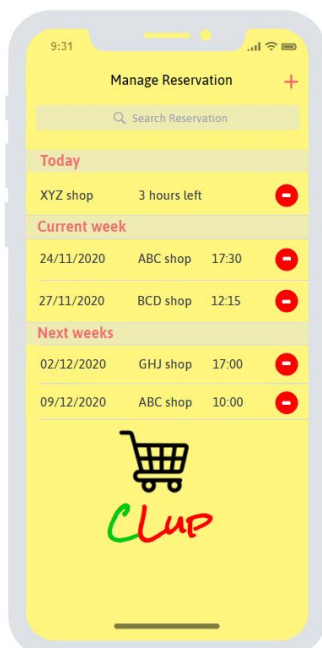 9:31
Manage Reservation +
Search Reservation
Today
XYZ shop 3 hours left
Current week
24/11/2020 ABC shop 17:30
27/11/2020 BCD shop 12:15
Next weeks
02/12/2020 GHJ shop 17:00
09/12/2020 ABC shop 10:00
CLup